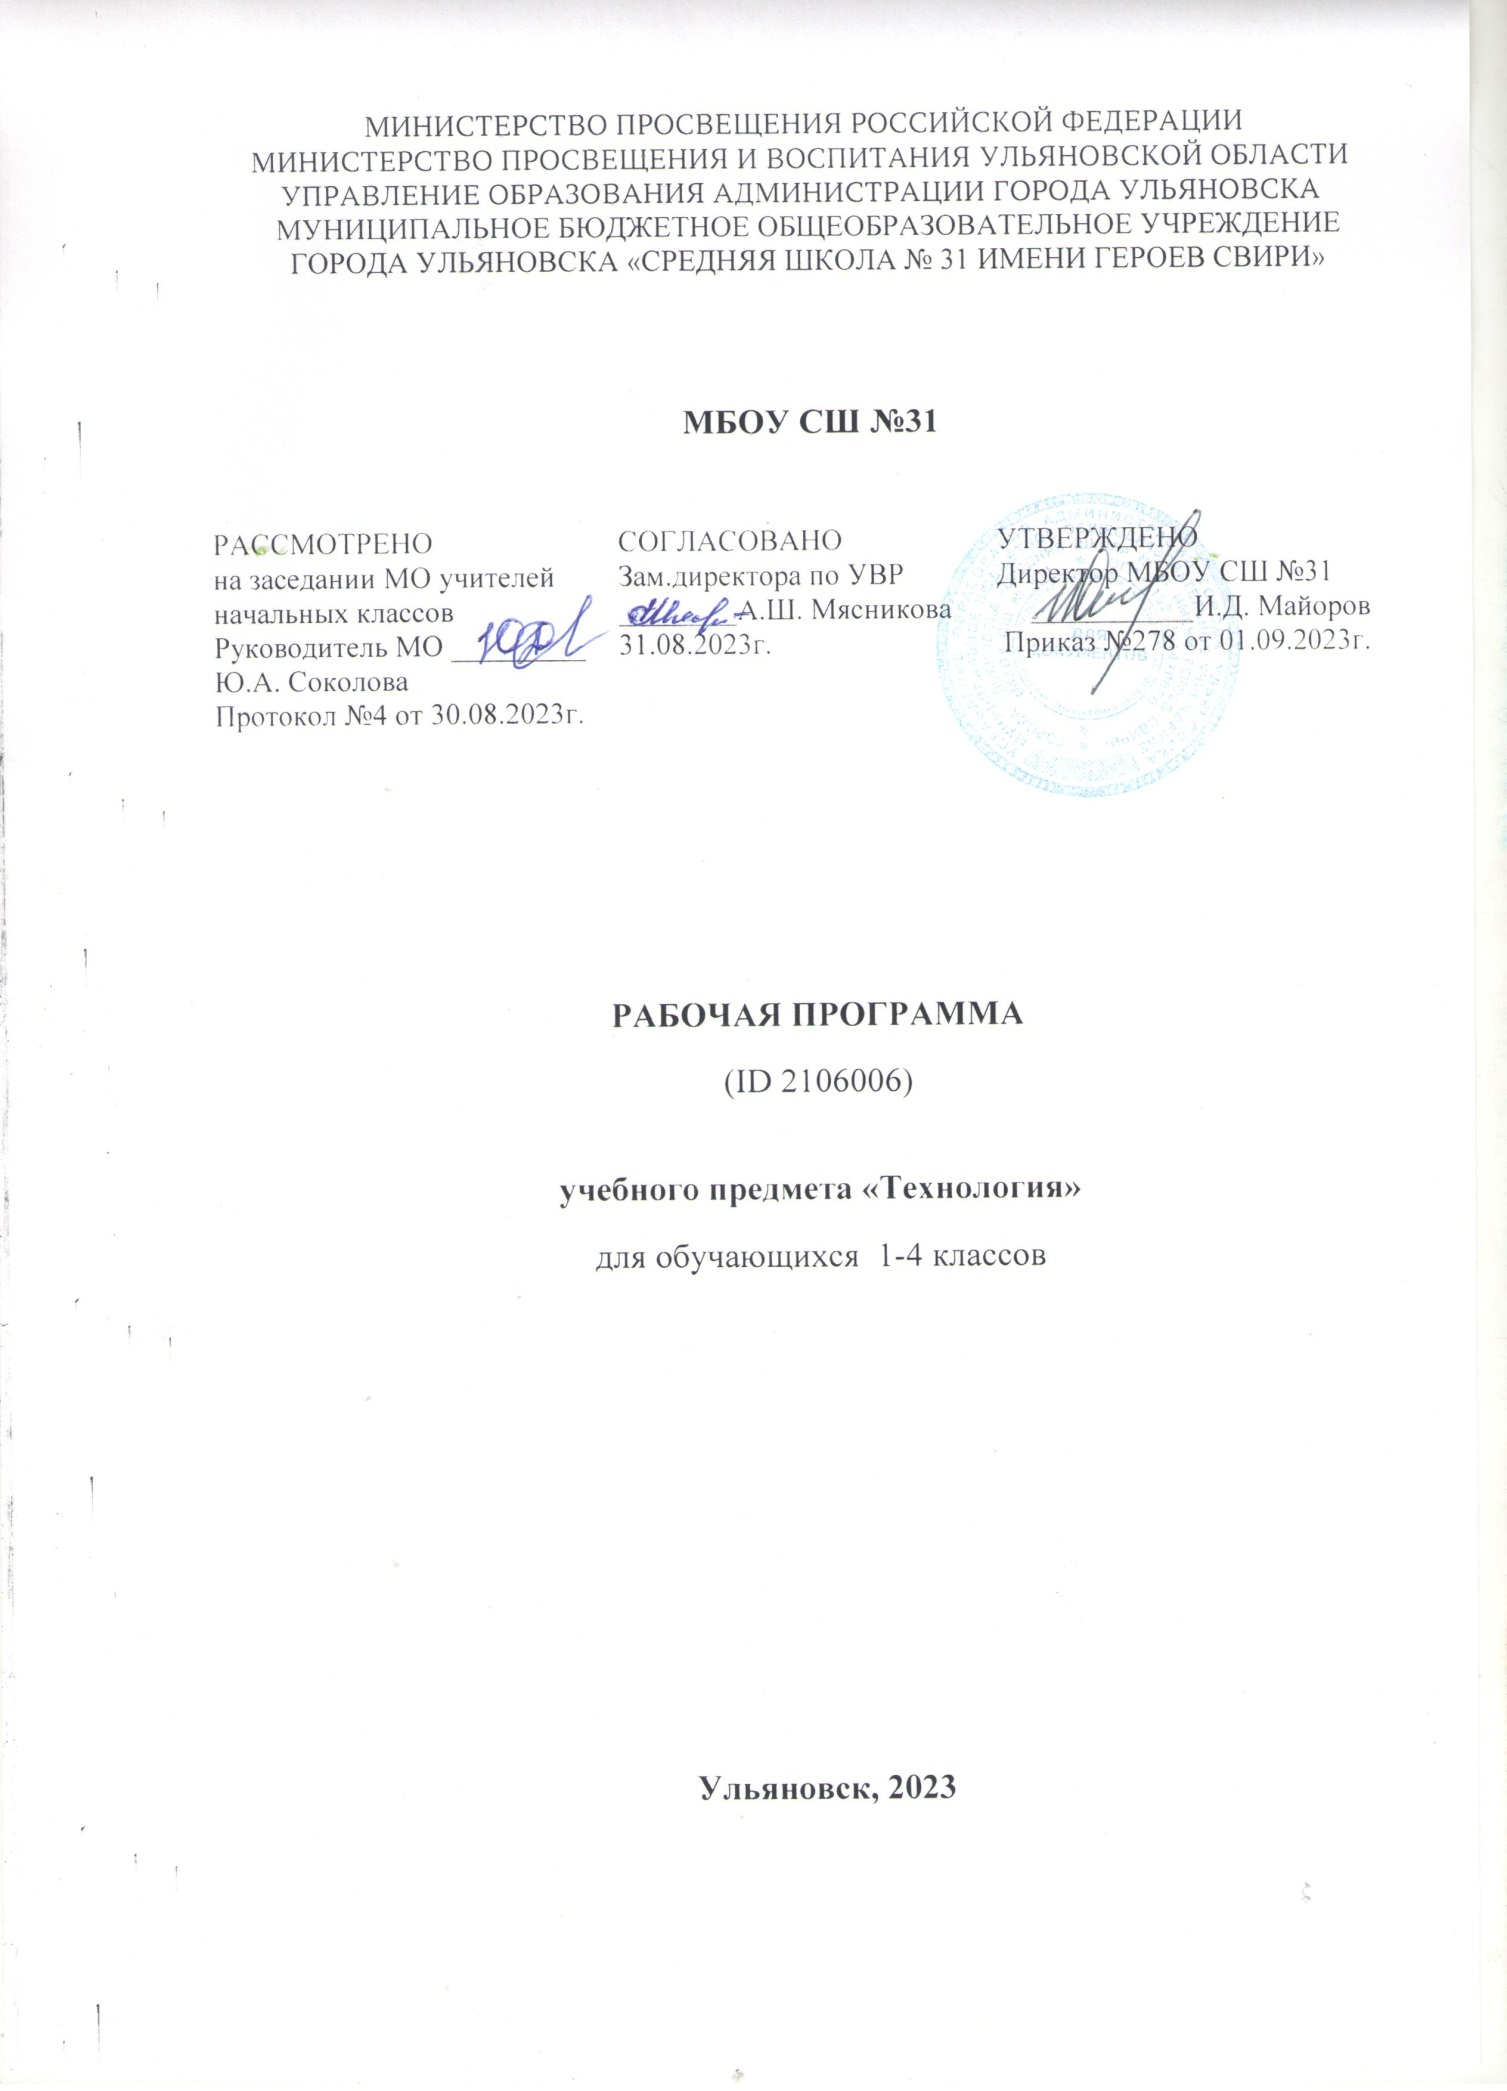 МИНИСТЕРСТВО ПРОСВЕЩЕНИЯ РОССИЙСКОЙ ФЕДЕРАЦИИ
МИНИСТЕРСТВО ПРОСВЕЩЕНИЯ И ВОСПИТАНИЯ УЛЬЯНОВСКОЙ ОБЛАСТИ
УПРАВЛЕНИЕ ОБРАЗОВАНИЯ АДМИНИСТРАЦИИ ГОРОДА УЛЬЯНОВСКА
МУНИЦИПАЛЬНОЕ БЮДЖЕТНОЕ ОБЩЕОБРАЗОВАТЕЛЬНОЕ УЧРЕЖДЕНИЕ
ГОРОДА УЛЬЯНОВСКА «СРЕДНЯЯ ШКОЛА № 31 ИМЕНИ ГЕРОЕВ СВИРИ»
МБОУ СШ №31
РАССМОТРЕНО
на заседании МО учителей
начальных классов
Руководитель МО __________
Ю.А. Соколова
Протокол №4 от 30.08.2023г.
СОГЛАСОВАНО
Зам.директора по УВР
_________А.Ш. Мясникова
31.08.2023г.
УТВЕРЖДЕНО
Директор МБОУ СШ №31
____________И.Д. Майоров
Приказ №278 от 01.09.2023г.
РАБОЧАЯ ПРОГРАММА
(ID 2106006)
учебного предмета «Технология»
для обучающихся 1-4 классов
Ульяновск, 2023